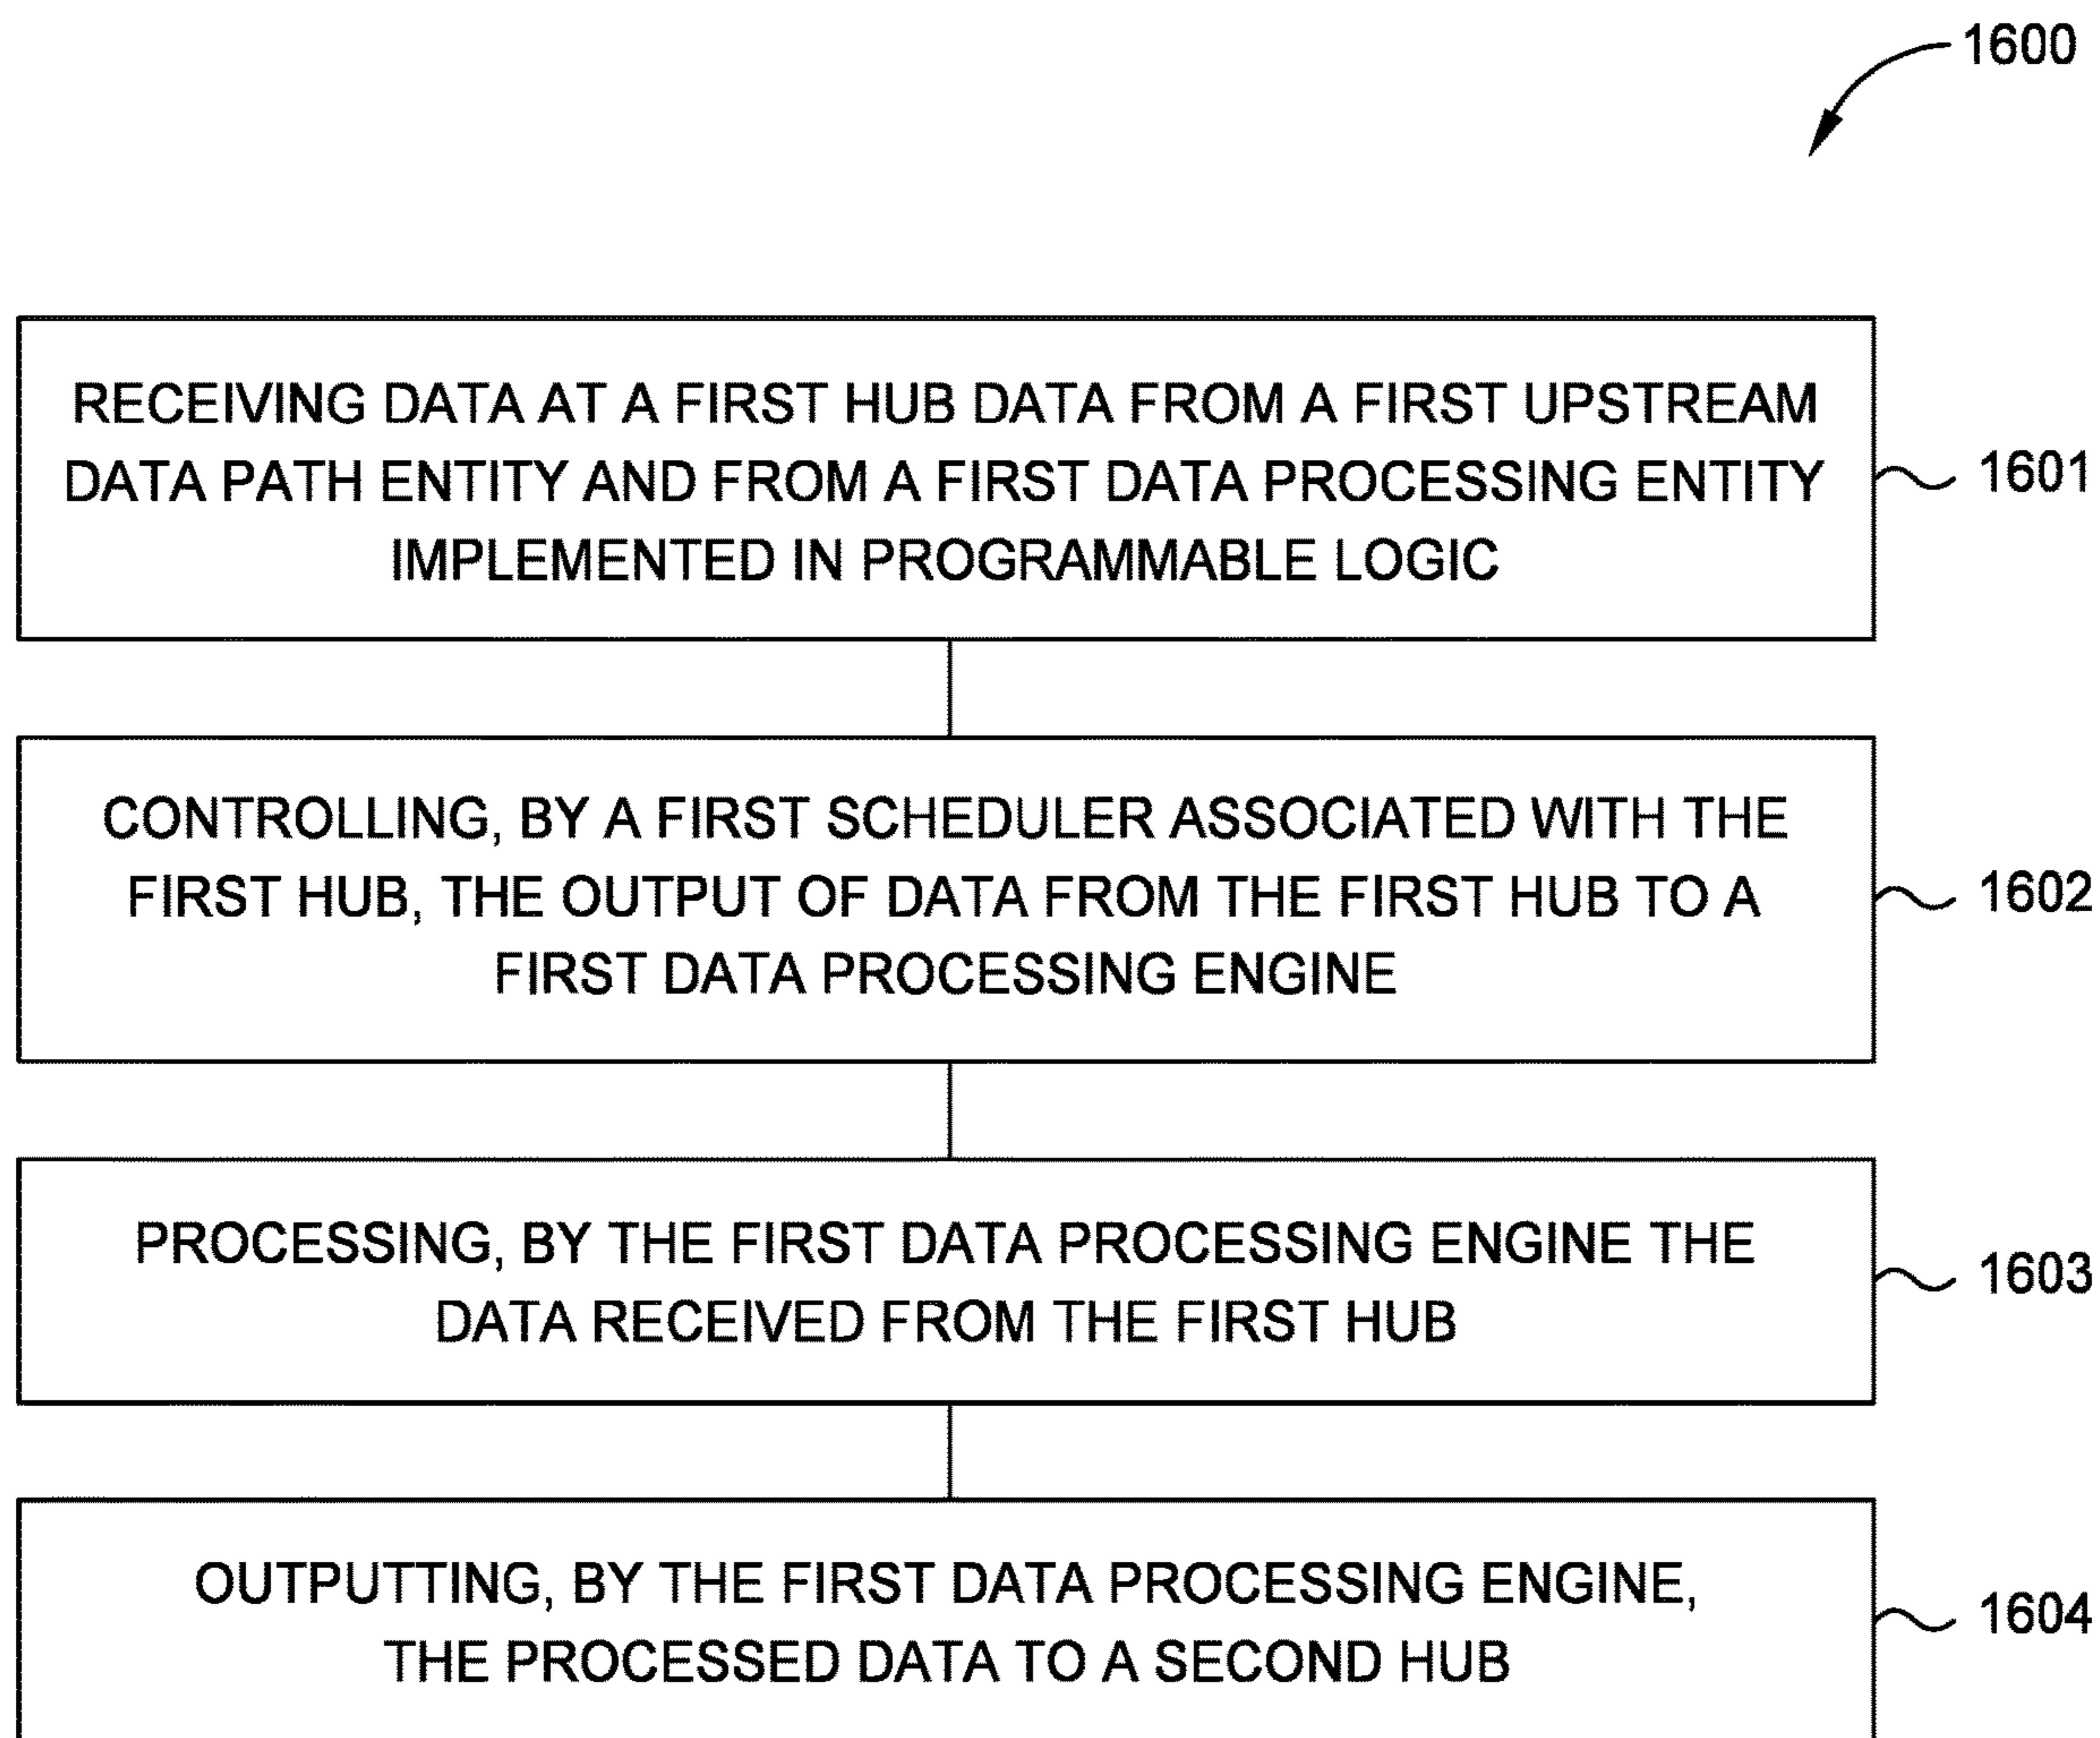 1600
RECEIVING DATA AT A FIRST HUB DATA FROM A FIRST UPSTREAM
DATA PATH ENTITY AND FROM A FIRST DATA PROCESSING ENTITY
IMPLEMENTED IN PROGRAMMABLE LOGIC
1601
CONTROLLING, BY A FIRST SCHEDULER ASSOCIATED WITH THE
FIRST HUB, THE OUTPUT OF DATA FROM THE FIRST HUB TO A
FIRST DATA PROCESSING ENGINE
1602
PROCESSING, BY THE FIRST DATA PROCESSING ENGINE THE
DATA RECEIVED FROM THE FIRST HUB
1603
OUTPUTTING, BY THE FIRST DATA PROCESSING ENGINE,
THE PROCESSED DATA TO A SECOND HUB
1604